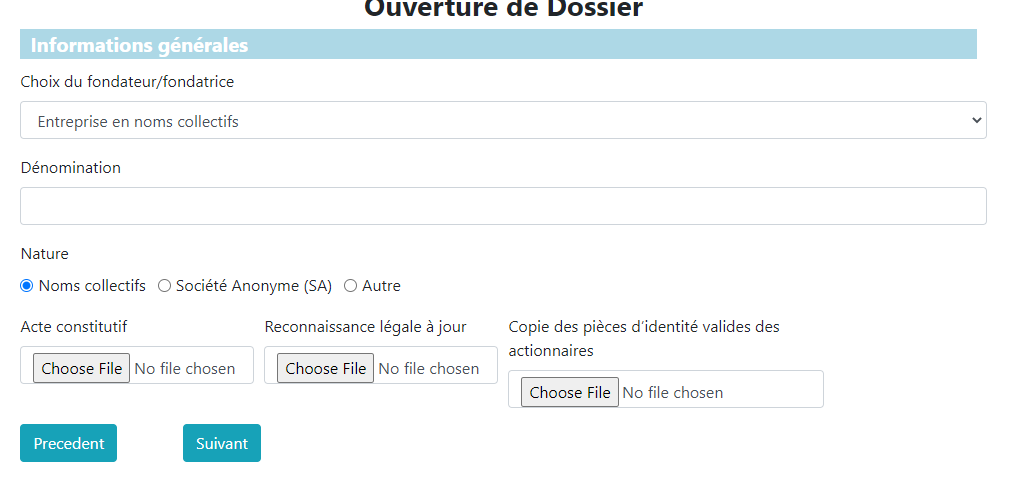 Ouverture de Dossier
Informations générales
Choix du fondateur/fondatrice
Entreprise en noms collectifs
Dénomination
Nature
Noms collectifs Société Anonyme (SA) Autre
Acte constitutif
Choose File No file chosen
Reconnaissance légale à jour
Choose File No file chosen
Copie des pièces d'identité valides des
actionnaires
Choose File No file chosen
Precedent Suivant